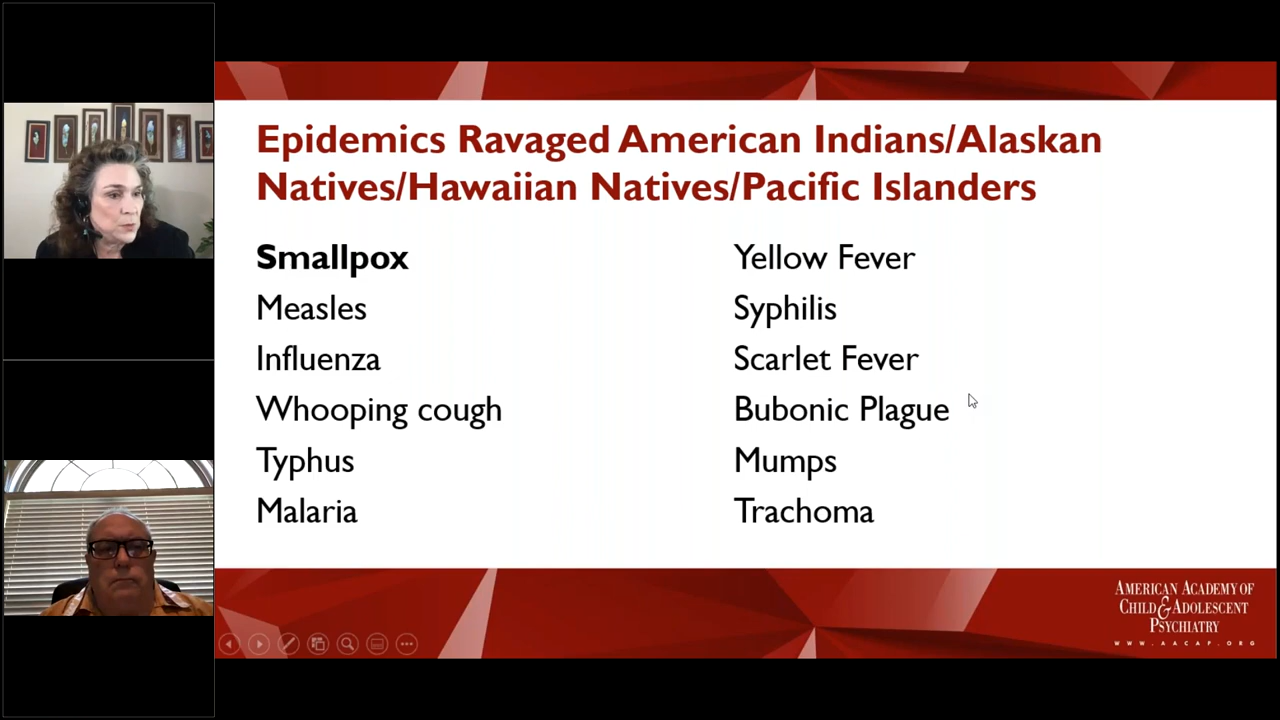 Epidemics Ravaged American Indians/Alaskan
Natives/Hawaiian Natives/Pacific Islanders
Smallpox
Measles
Influenza
Whooping cough
Typhus
Malaria
Yellow Fever
Syphilis
Scarlet Fever
Bubonic Plague
Mumps
Trachoma
AMERICAN ACADEMY OF
CHILD & ADOLESCENT
PSYCHIATRY
WWW.AACAP.ORG